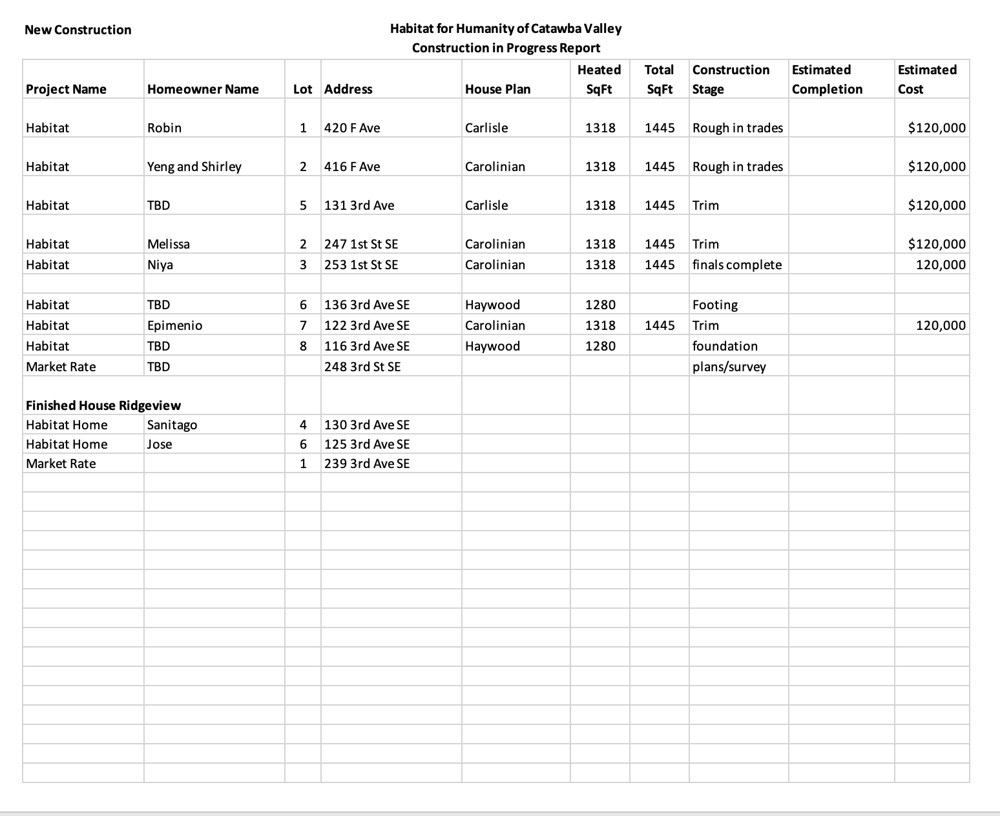 New Construction
Habitat for Humanity of Catawba Valley
Construction in Progress Report
Project Name Homeowner Name Lot Address House Plan Heated SqFt Total SqFt Construction Stage Estimated Completion Estimated Cost
Habitat Robin 1 420 F Ave Carlisle 1318 1445 Rough in trades $120,000
Habitat Yeng and Shirley 2 416 F Ave Carolinian 1318 1445 Rough in trades $120,000
Habitat TBD 5 131 3rd Ave Carlisle 1318 1445 Trim $120,000
Habitat Melissa 2 247 1st St SE Carolinian 1318 1445 Trim $120,000
Habitat Niya 3 253 1st St SE Carolinian 1318 1445 finals complete 120,000
Habitat TBD 6 136 3rd Ave SE Haywood 1280 Footing
Habitat Epimenio 7 122 3rd Ave SE Carolinian 1318 1445 Trim 120,000
Habitat TBD 8 116 3rd Ave SE Haywood 1280 foundation
Market Rate TBD 248 3rd St SE plans/survey
Finished House Ridgeview
Habitat Home Sanitago 4 130 3rd Ave SE
Habitat Home Jose 6 125 3rd Ave SE
Market Rate 1 239 3rd Ave SE